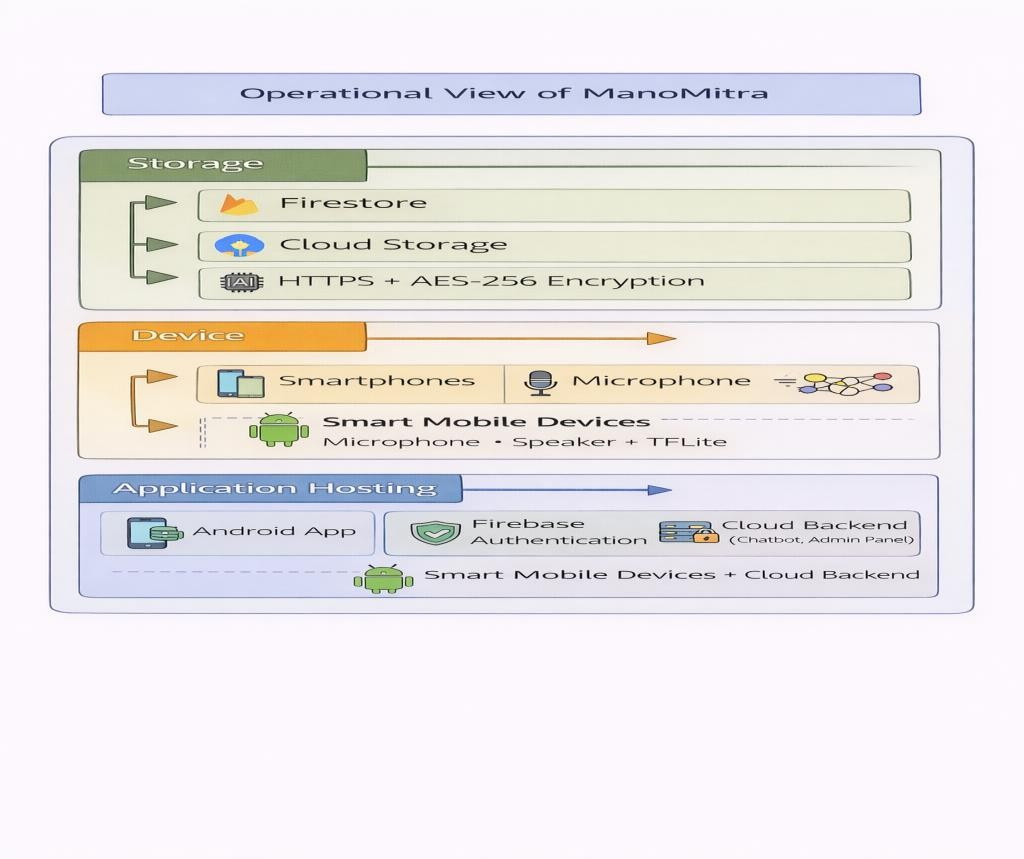 Operational View of ManoMitra
Storage
Firestore
Cloud Storage
AI
HTTPS + AES-256 Encryption
Device
Smartphones
Microphone
Smart Mobile Devices
Microphone • Speaker + TFLite
Application Hosting
Android App
Firebase
Authentication
Cloud Backend
(Chatbot, Admin Panel)
Smart Mobile Devices + Cloud Backend